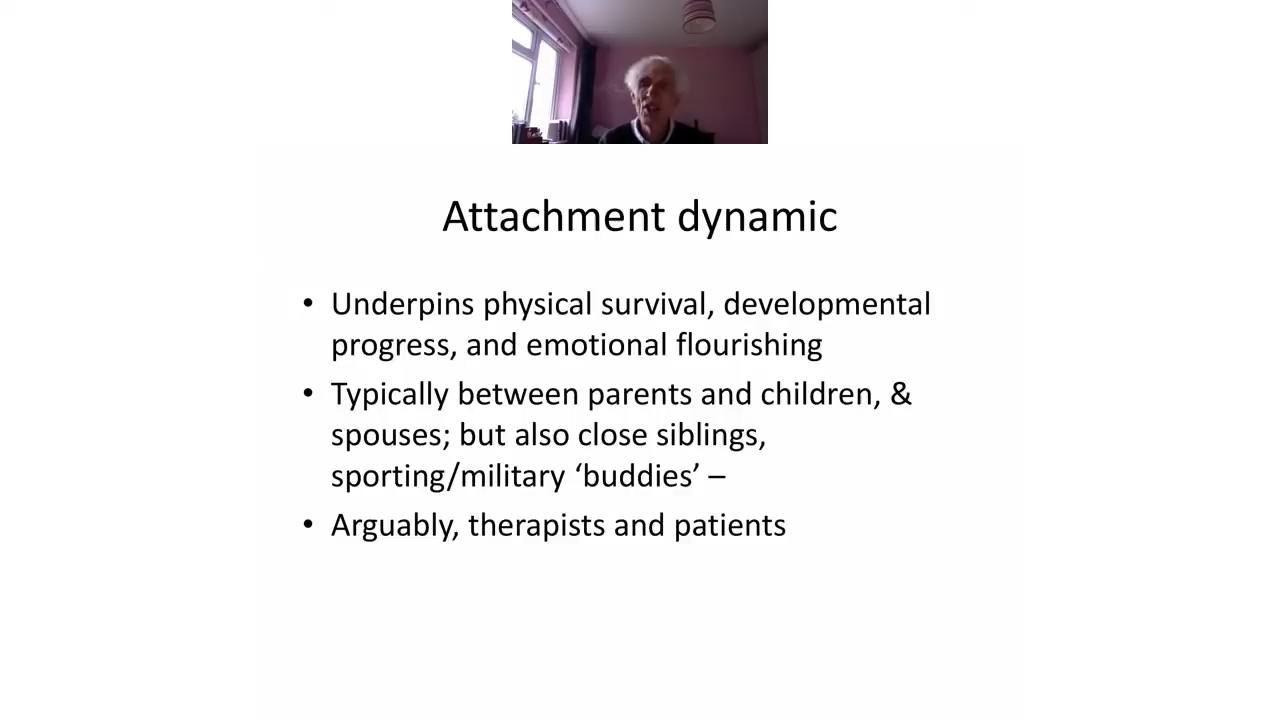 Attachment dynamic
• Underpins physical survival, developmental
progress, and emotional flourishing
• Typically between parents and children, &
spouses; but also close siblings,
sporting/military ‘buddies’ –
• Arguably, therapists and patients